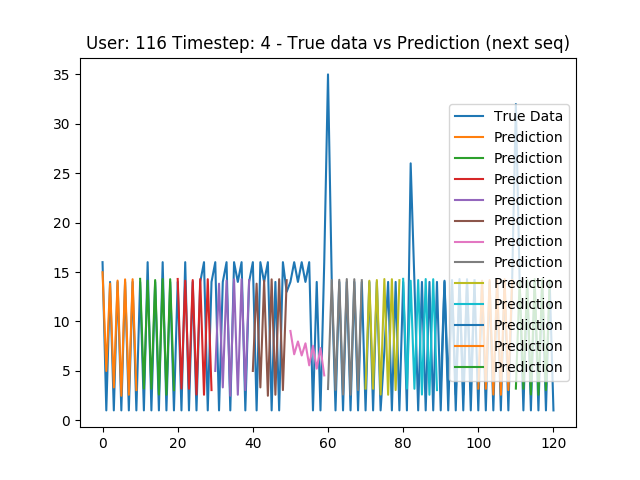 User: 116 Timestep: 4 - True data vs Prediction (next seq)
35
30
25
20
15
10
5
0
0 20 40 60 80 100 120
True Data
Prediction
Prediction
Prediction
Prediction
Prediction
Prediction
Prediction
Prediction
Prediction
Prediction
Prediction
Prediction